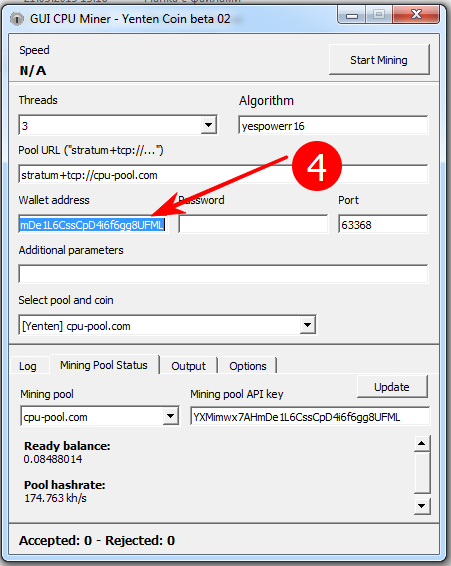 GUI CPU Miner - Yenten Coin beta 02
Speed
N/A
Start Mining
Threads
Algorithm
3
yespowerr16
Pool URL ("stratum+tcp://...")
stratum+tcp://cpu-pool.com
4
Wallet address
Password
Port
mDe1L6CssCpD4i6f6gg8UFML
63368
Additional parameters
Select pool and coin
[Yenten] cpu-pool.com
Log
Mining Pool Status
Output
Options
Update
Mining pool
Mining pool API key
cpu-pool.com
YXMimwx7AHmDe1L6CssCpD4i6f6gg8UFML
Ready balance:
0.08488014
Pool hashrate:
174.763 kh/s
Accepted: 0 - Rejected: 0